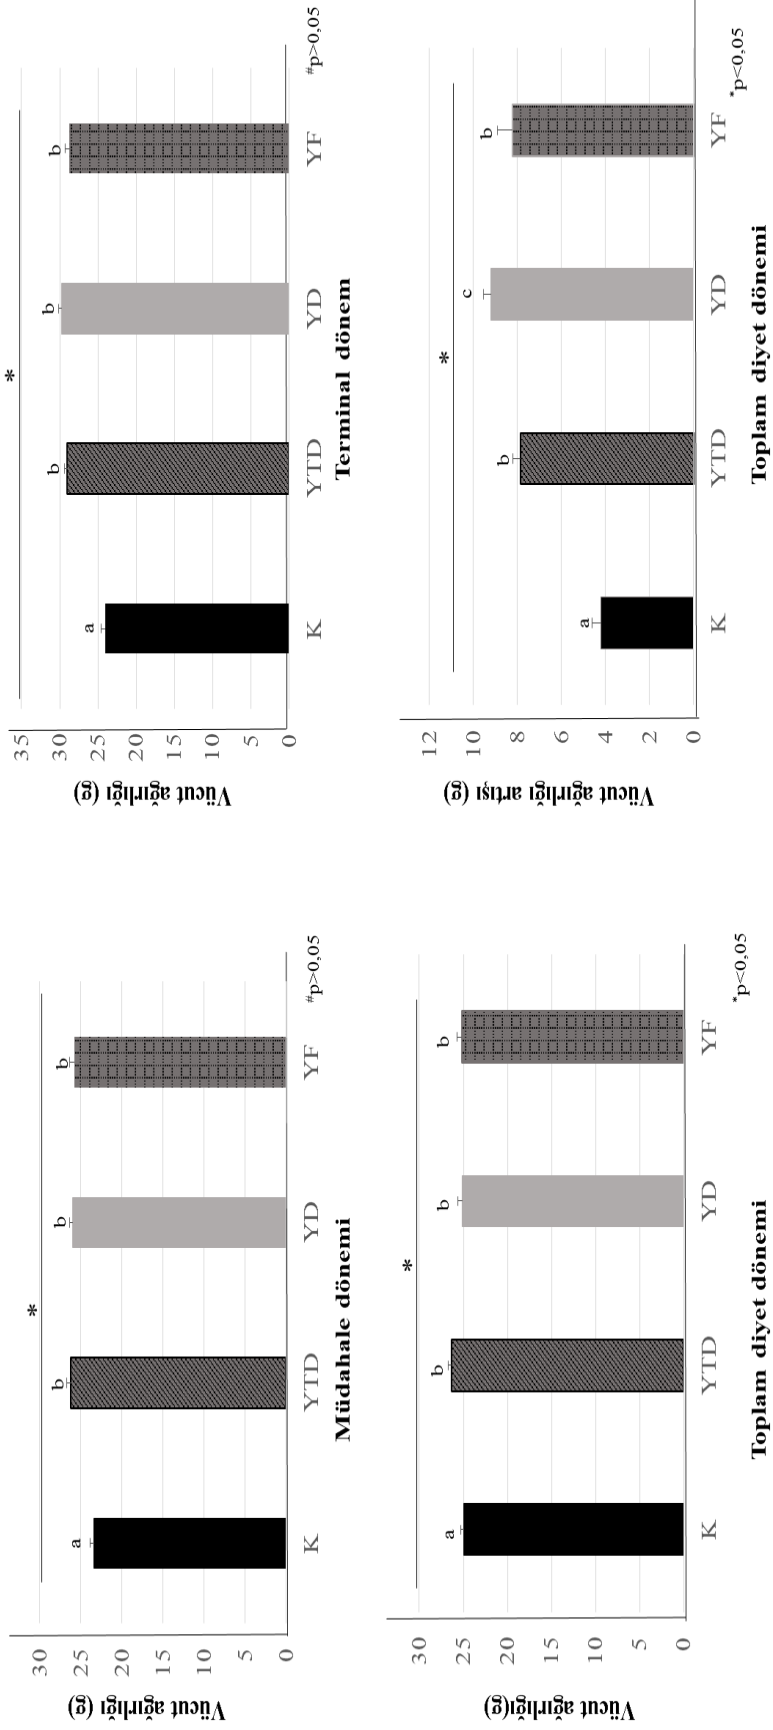 Vücut ağırlığı (g)
30
25
20
15
10
5
0
*
a b b b
K YTD YD YF
#p>0,05
Müdahale dönemi
Vücut ağırlığı (g)
35
30
25
20
15
10
5
0
*
a b b b
K YTD YD YF
#p>0,05
Terminal dönem
Vücut ağırlığı(g)
30
25
20
15
10
5
0
*
a b b b
K YTD YD YF
*p<0,05
Toplam diyet dönemi
Vücut ağırlığı artışı (g)
12
10
8
6
4
2
0
*
a b c b
K YTD YD YF
*p<0,05
Toplam diyet dönemi